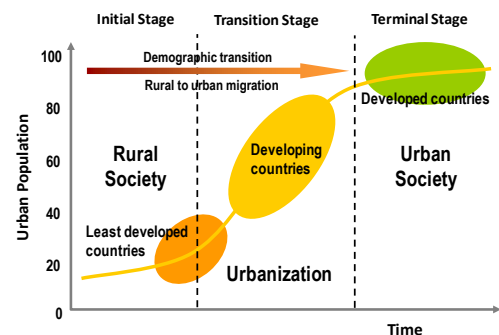 Initial Stage
Transition Stage
Terminal Stage
100
80
60
40
20
0
Urban Population
Demographic transition
Rural to urban migration
Developed countries
Rural
Society
Developing
countries
Urban
Society
Least developed
countries
Urbanization
Time